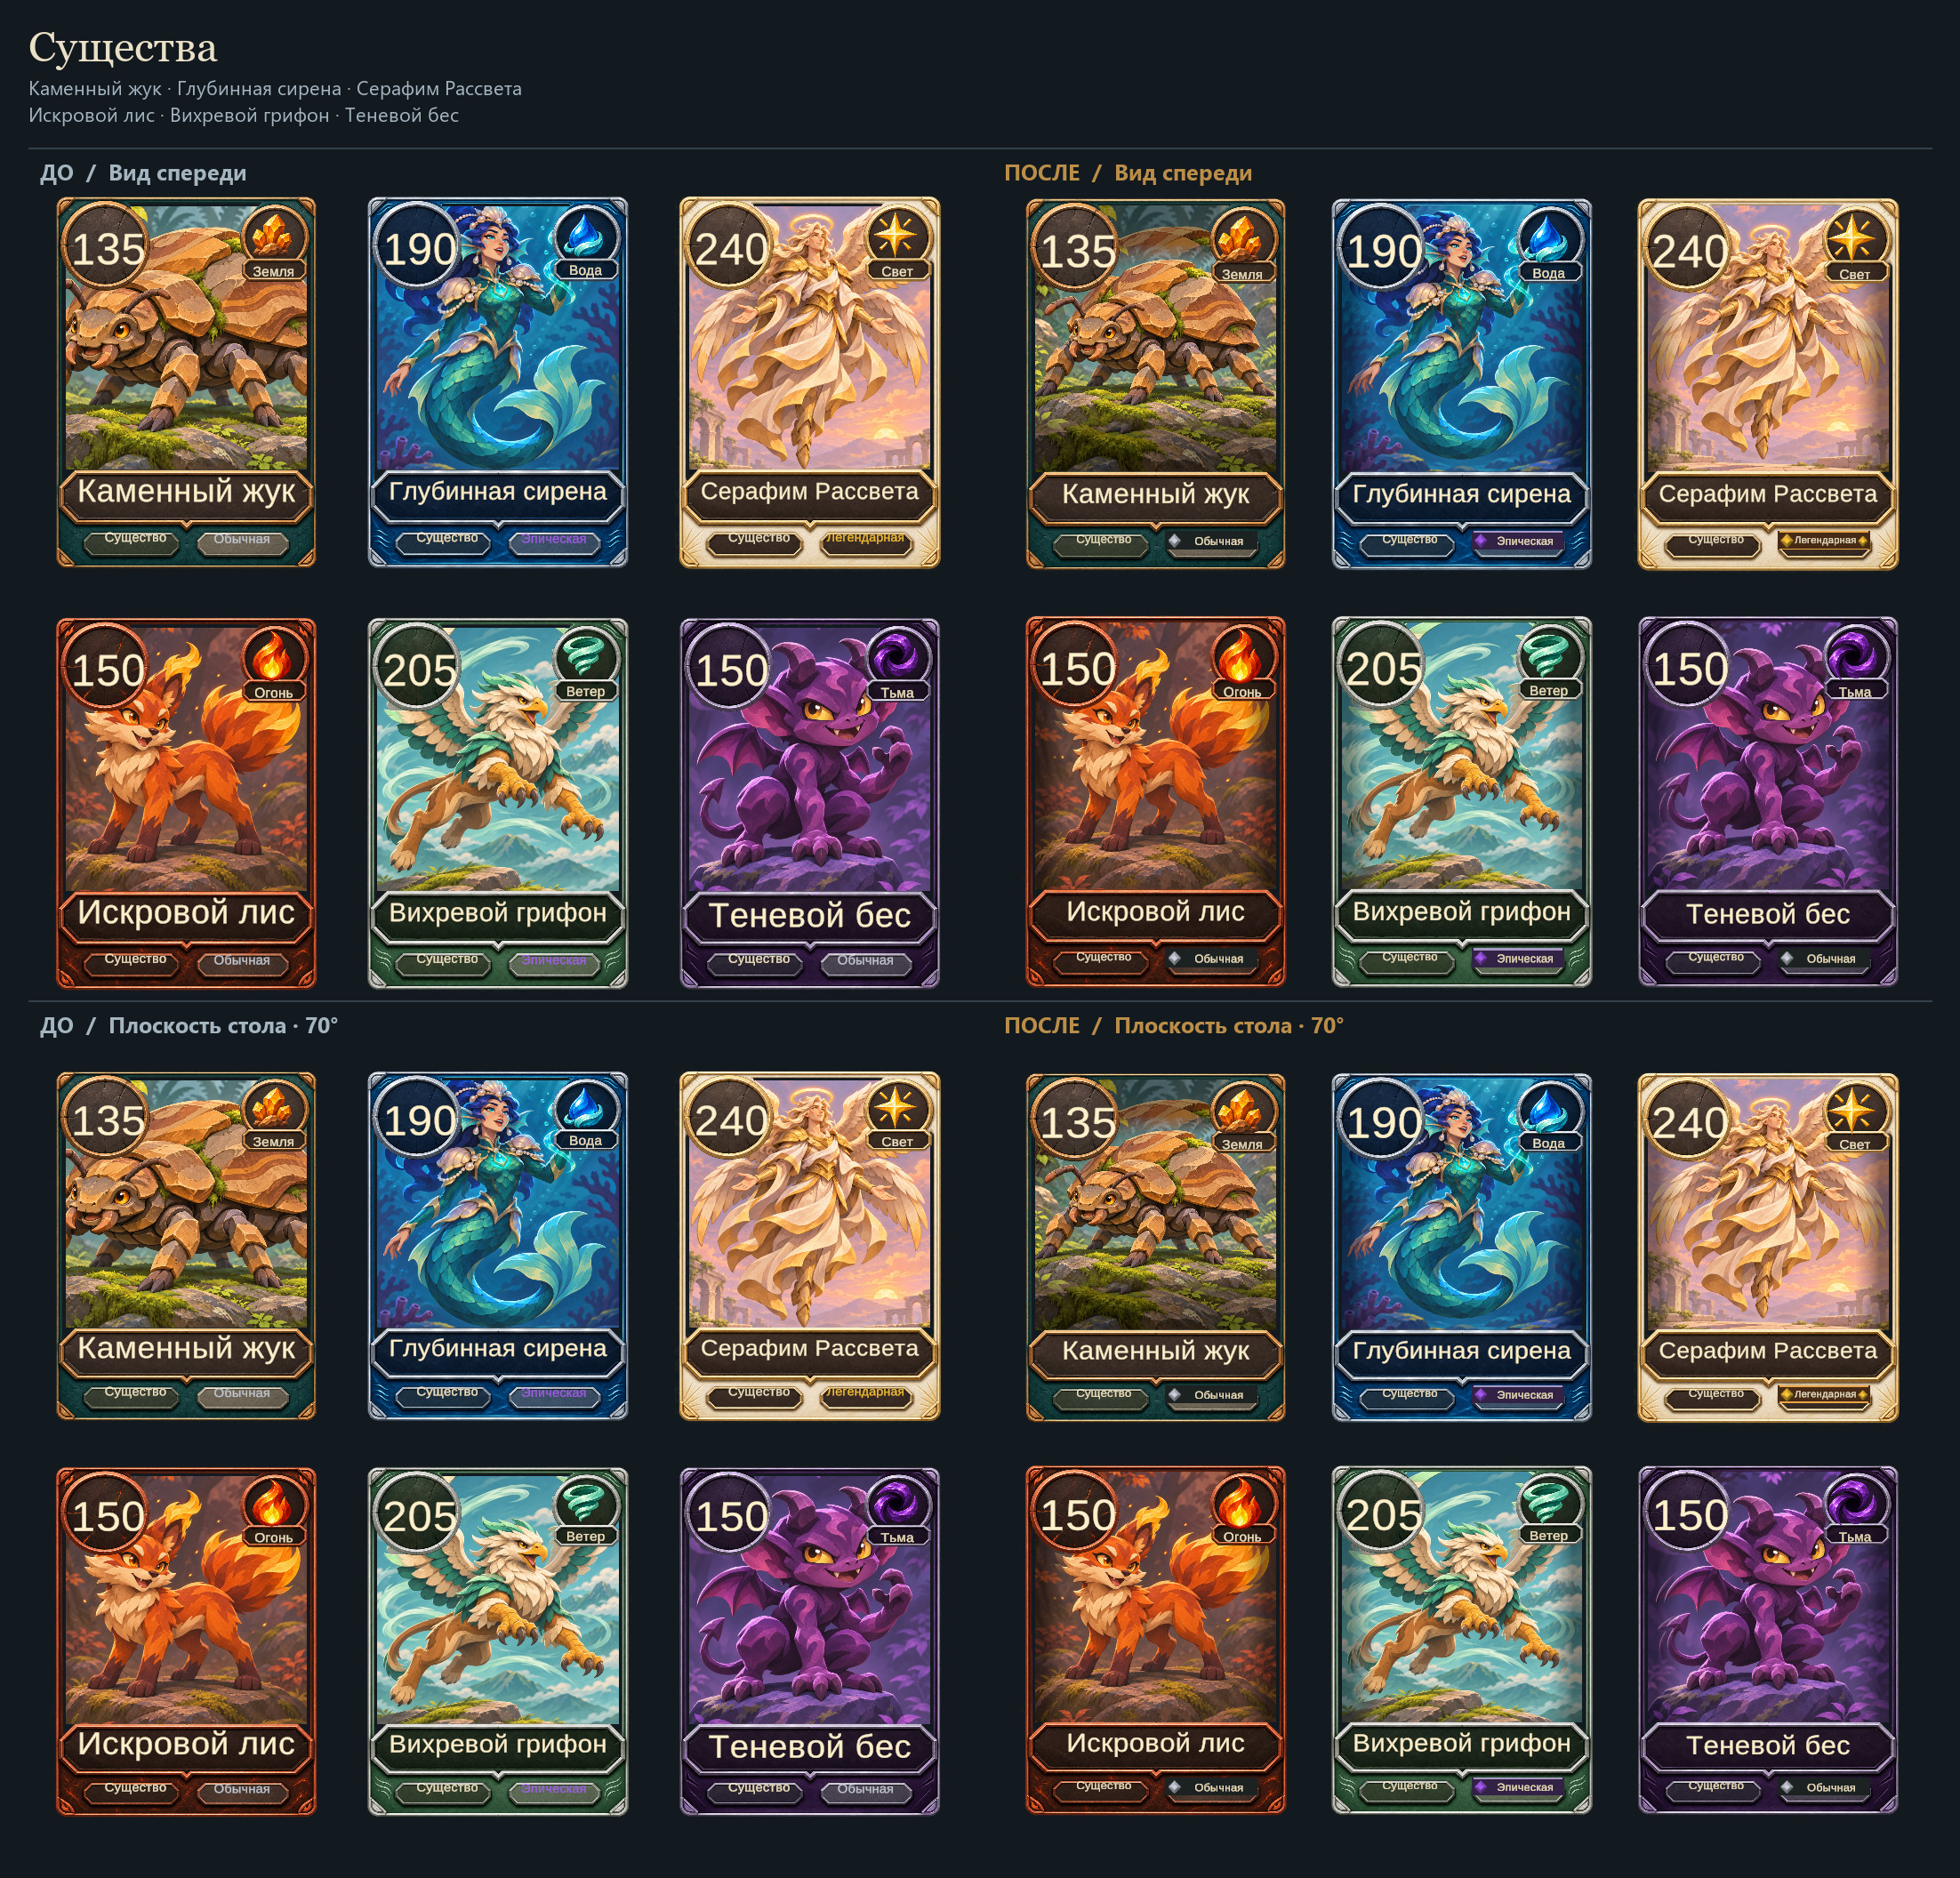 Существа
Каменный жук · Глубинная сирена · Серафим Рассвета
Искровой лис · Вихревой грифон · Теневой бес
ДО / Вид спереди
135
Земля
Каменный жук
Существо
Обычная
190
Вода
Глубинная сирена
Существо
Эпическая
240
Свет
Серафим Рассвета
Существо
Легендарная
150
Огонь
Искровой лис
Существо
Обычная
205
Ветер
Вихревой грифон
Существо
Эпическая
150
Тьма
Теневой бес
Существо
Обычная
ПОСЛЕ / Вид спереди
135
Земля
Каменный жук
Существо
Обычная
190
Вода
Глубинная сирена
Существо
Эпическая
240
Свет
Серафим Рассвета
Существо
Легендарная
150
Огонь
Искровой лис
Существо
Обычная
205
Ветер
Вихревой грифон
Существо
Эпическая
150
Тьма
Теневой бес
Существо
Обычная
ДО / Плоскость стола · 70°
135
Земля
Каменный жук
Существо
Обычная
190
Вода
Глубинная сирена
Существо
Эпическая
240
Свет
Серафим Рассвета
Существо
Легендарная
150
Огонь
Искровой лис
Существо
Обычная
205
Ветер
Вихревой грифон
Существо
Эпическая
150
Тьма
Теневой бес
Существо
Обычная
ПОСЛЕ / Плоскость стола · 70°
135
Земля
Каменный жук
Существо
Обычная
190
Вода
Глубинная сирена
Существо
Эпическая
240
Свет
Серафим Рассвета
Существо
Легендарная
150
Огонь
Искровой лис
Существо
Обычная
205
Ветер
Вихревой грифон
Существо
Эпическая
150
Тьма
Теневой бес
Существо
Обычная